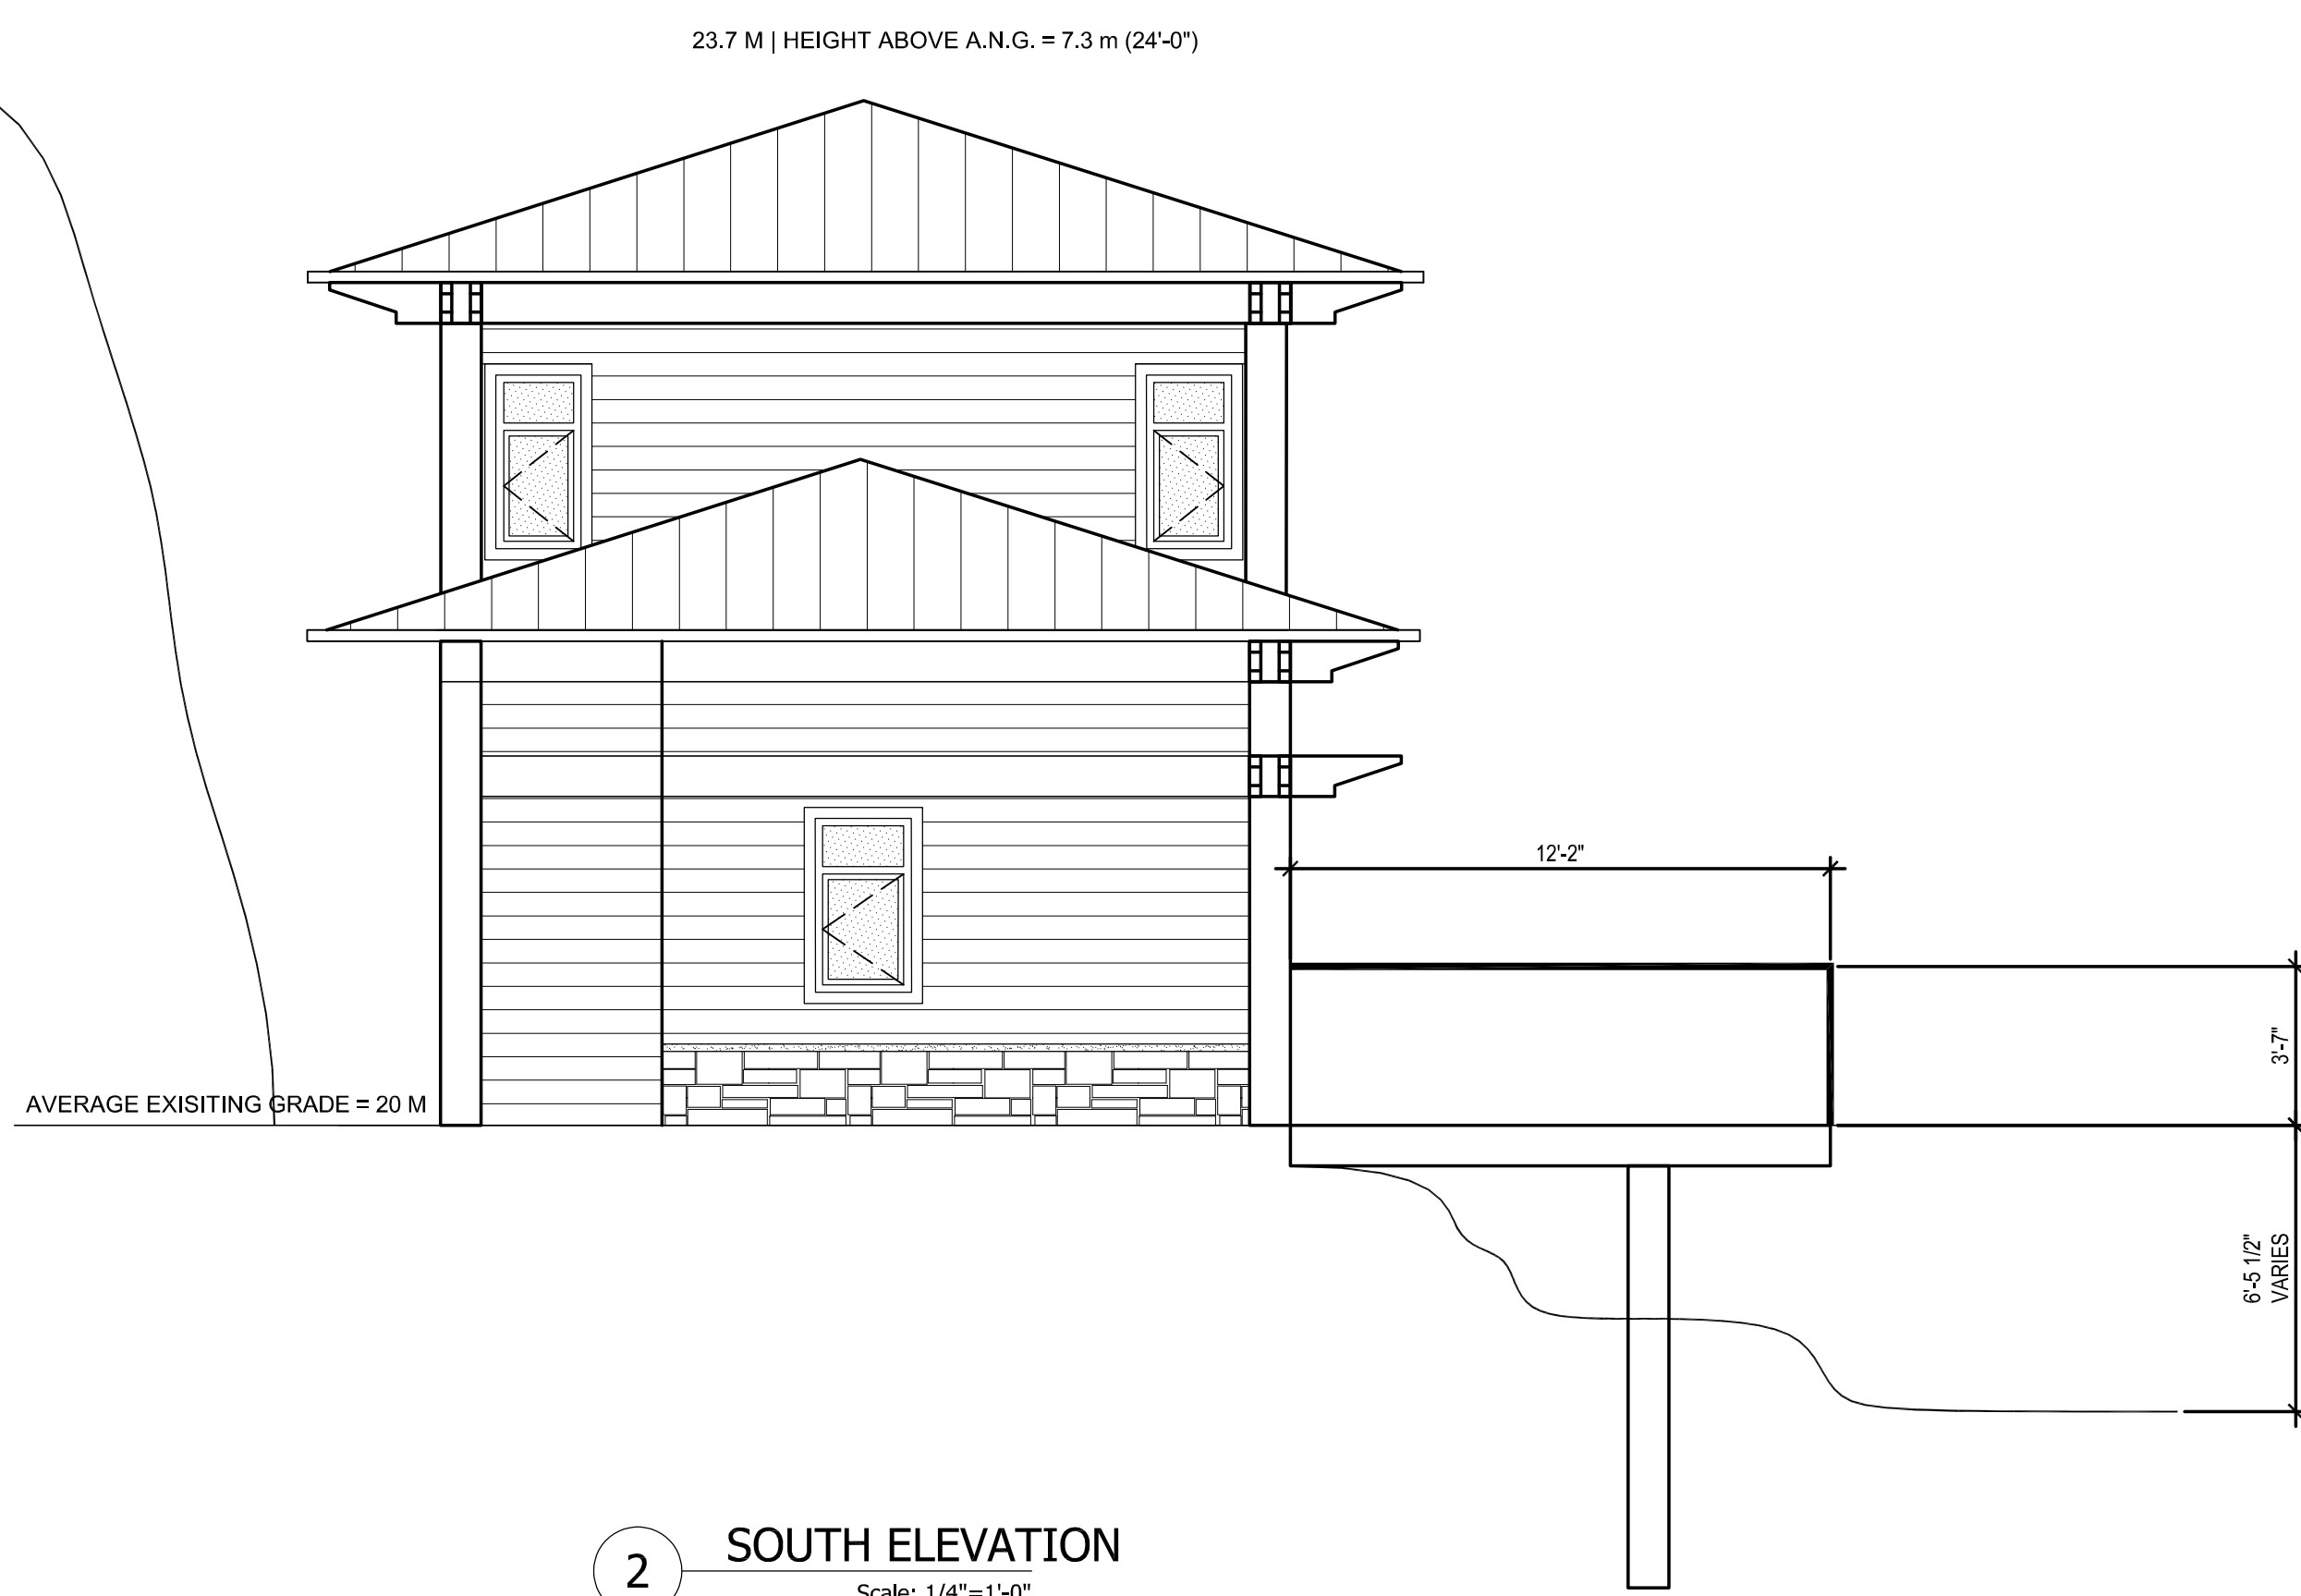 23.7 M | HEIGHT ABOVE A.N.G. = 7.3 m (24'-0")
12'-2"
3'-7"
AVERAGE EXISITING GRADE = 20 M
6'-5 1/2"
VARIES
2
SOUTH ELEVATION
Scale: 1/4"=1'-0"